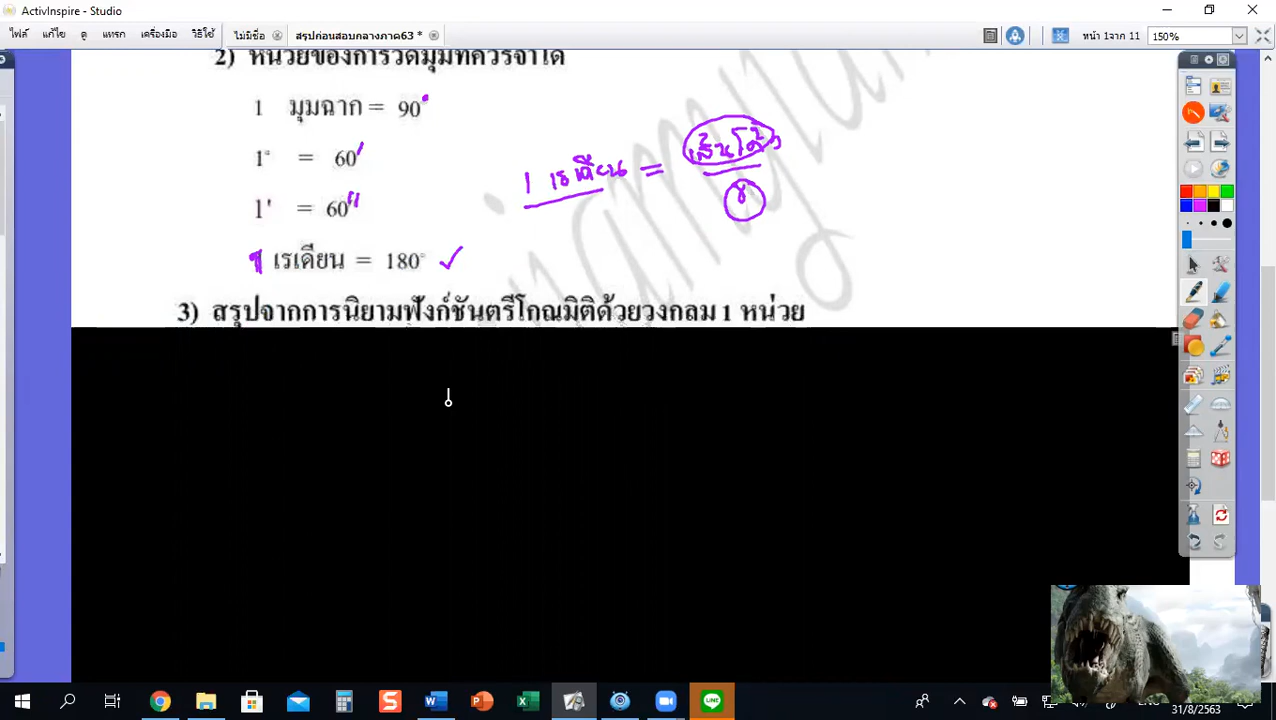 ActivInspire - Studio
ไฟล์ แก้ไข ดู แทรก เครื่องมือ วิธีใช้
ไม่มีชื่อ
สรุปก่อนสอบกลางภาค63 *
หน้า 1จาก 11
150%
2) หน่วยของการวัดมุมที่ควรจำได้
1 มุมฉาก = 90°
1° = 60'
1' = 60"
เรเดียน = 180° ✓
1 เรเดียน = ส่วนโค้ง
r
3) สรุปจากการนิยามฟังก์ชันตรีโกณมิติด้วยวงกลม 1 หน่วย
31/8/2563